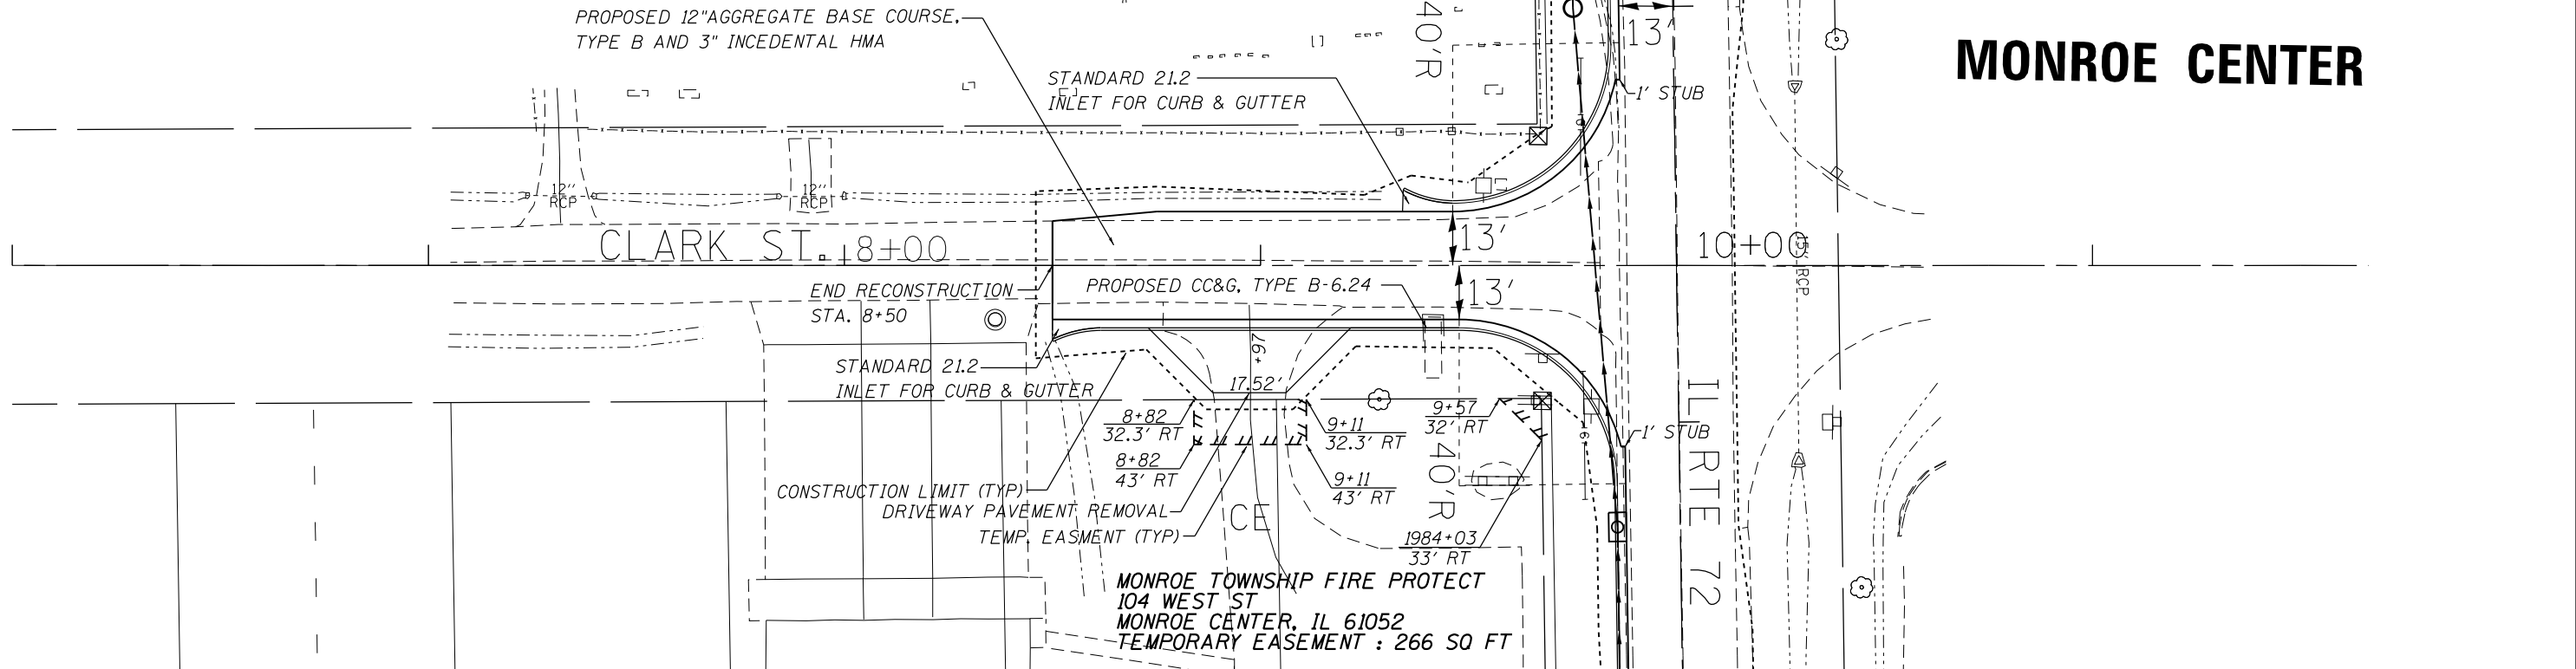 PROPOSED 12"AGGREGATE BASE COURSE,
TYPE B AND 3" INCEDENTAL HMA
STANDARD 21.2
INLET FOR CURB & GUTTER
40'R
13'
1' STUB
MONROE CENTER
12"
RCP
12"
RCP
6"
CLARK ST.
8+00
13'
10+00
15" RCP
END RECONSTRUCTION
STA. 8+50
PROPOSED CC&G, TYPE B-6.24
13'
+97
STANDARD 21.2
INLET FOR CURB & GUTTER
17.52'
8+82
32.3' RT
9+11
32.3' RT
9+57
32' RT
1' STUB
8+82
43' RT
9+11
43' RT
40'R
IL RTE 72
CONSTRUCTION LIMIT (TYP)
DRIVEWAY PAVEMENT REMOVAL
CE
TEMP. EASMENT (TYP)
1984+03
33' RT
MONROE TOWNSHIP FIRE PROTECT
104 WEST ST
MONROE CENTER, IL 61052
TEMPORARY EASEMENT : 266 SQ FT